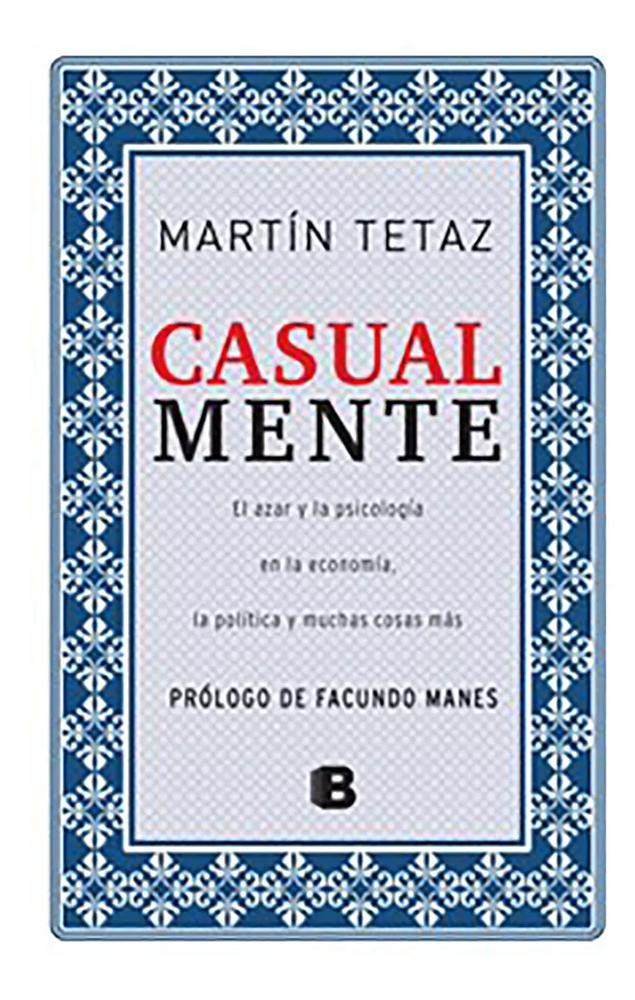 MARTÍN TETAZ
CASUAL
MENTE
El azar y la psicología
en la economía,
la política y muchas cosas más
PRÓLOGO DE FACUNDO MANES
B